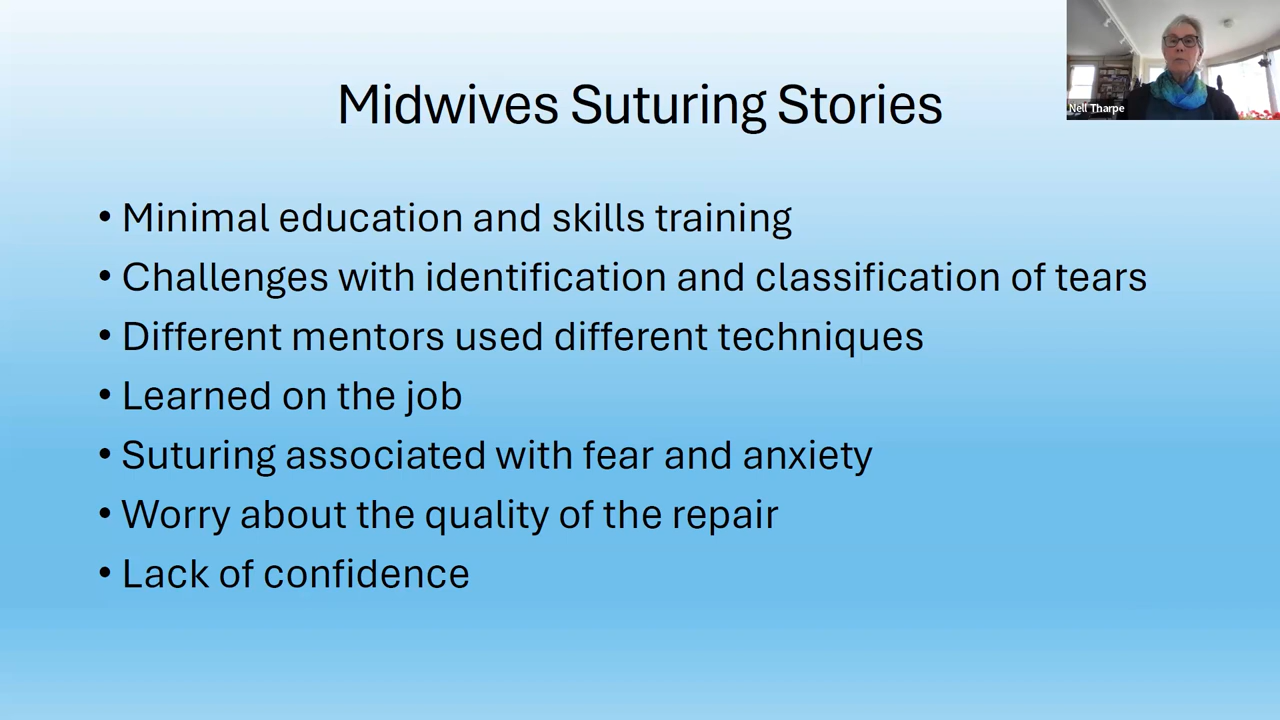 Midwives Suturing Stories
Nell Tharpe
• Minimal education and skills training
• Challenges with identification and classification of tears
• Different mentors used different techniques
• Learned on the job
• Suturing associated with fear and anxiety
• Worry about the quality of the repair
• Lack of confidence